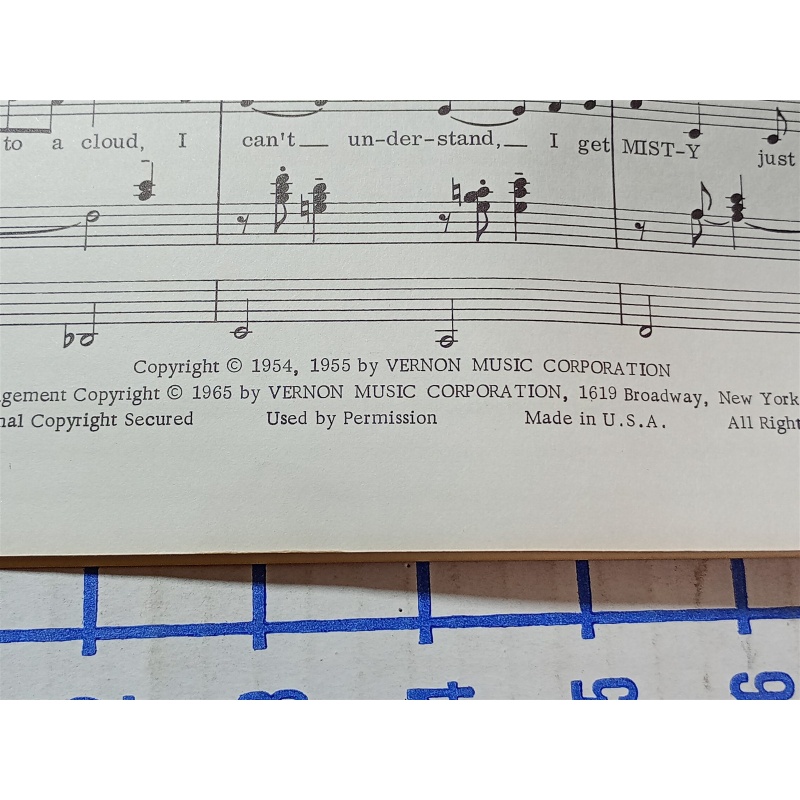 to a cloud, I can't__ un-der-standing,__ I get MIST-Y just
Copyright © 1954, 1955 by VERNON MUSIC CORPORATION
gement Copyright © 1965 by VERNON MUSIC CORPORATION, 1619 Broadway, New York
nal Copyright Secured Used by Permission Made in U.S.A. All Right
4 5 6